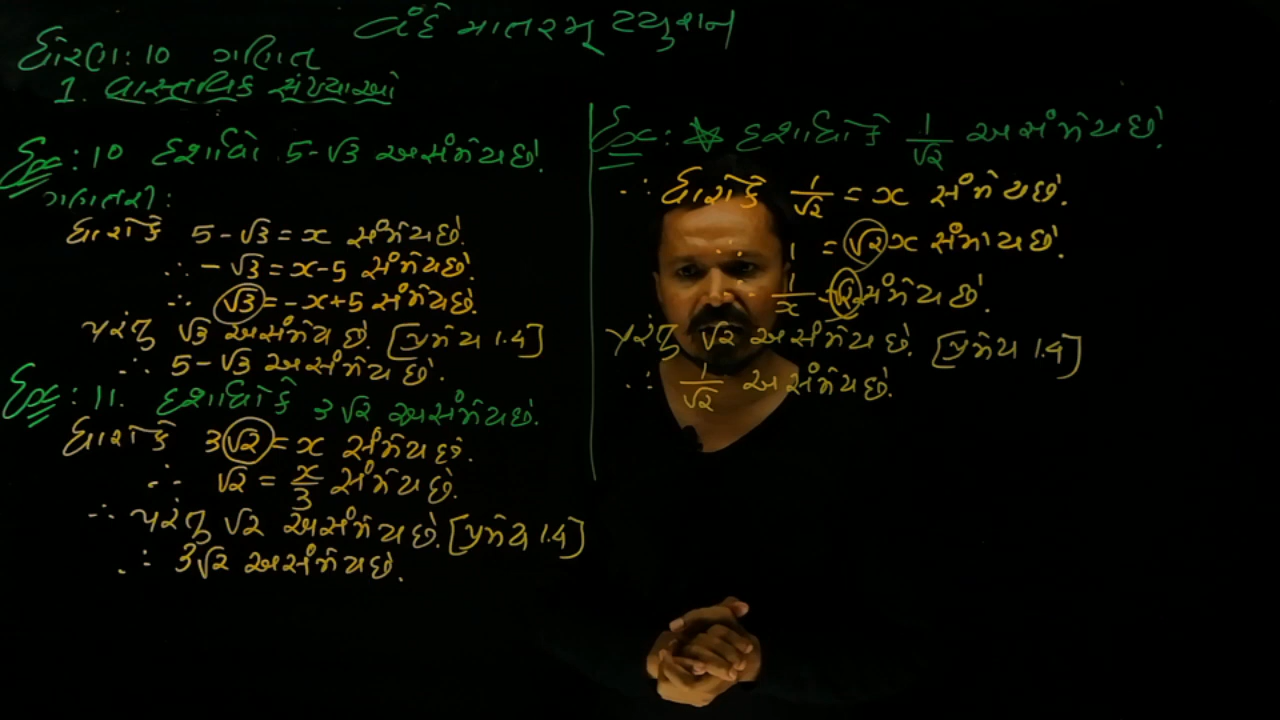 વંદે માતરમ્ ટ્યુશન
ધોરણ: 10 ગણિત
1. વાસ્તવિક સંખ્યાઓ
Ex: 10 દર્શાવો 5-√3 અસંમેય છે.
ગણતરી:
ધારોકે 5-√3 = x સંમેય છે.
∴ -√3 = x-5 સંમેય છે.
∴ √3 = -x+5 સંમેય છે.
પરંતુ √3 અસંમેય છે. [પ્રમેય 1.4]
∴ 5-√3 અસંમેય છે.
Ex: 11. દર્શાવોકે 3√2 અસંમેય છે.
ધારોકે 3√2 = x સંમેય છે.
∴ √2 = x/3 સંમેય છે.
∴ પરંતુ √2 અસંમેય છે. [પ્રમેય 1.4]
∴ 3√2 અસંમેય છે.
Ex: દર્શાવોકે 1/√2 અસંમેય છે.
∴ ધારોકે 1/√2 = x સંમેય છે.
∴ 1 = √2 x સંમેય છે.
∴ 1/x = √2 સંમેય છે.
પરંતુ √2 અસંમેય છે. [પ્રમેય 1.4]
∴ 1/√2 અસંમેય છે.